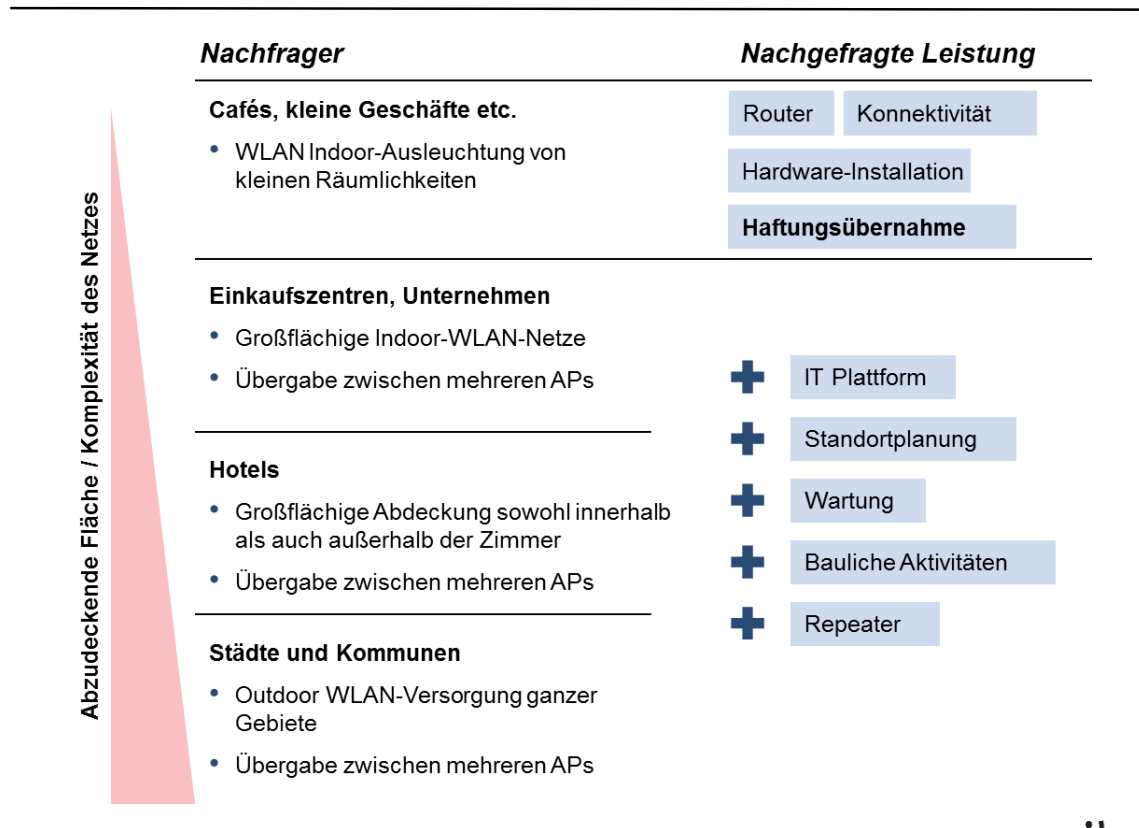 Nachfrager
Nachgefragte Leistung
Cafés, kleine Geschäfte etc.
• WLAN Indoor-Ausleuchtung von
kleinen Räumlichkeiten
Router
Konnektivität
Hardware-Installation
Haftungsübernahme
Abzudeckende Fläche / Komplexität des Netzes
Einkaufszentren, Unternehmen
• Großflächige Indoor-WLAN-Netze
• Übergabe zwischen mehreren APs
Hotels
• Großflächige Abdeckung sowohl innerhalb
als auch außerhalb der Zimmer
• Übergabe zwischen mehreren APs
Städte und Kommunen
• Outdoor WLAN-Versorgung ganzer
Gebiete
• Übergabe zwischen mehreren APs
IT Plattform
Standortplanung
Wartung
Bauliche Aktivitäten
Repeater